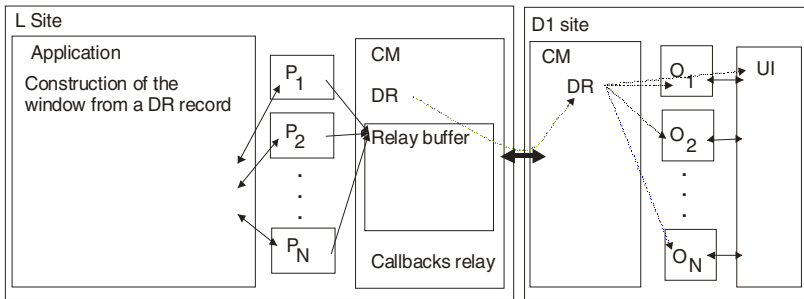 L Site
Application
Construction of the
window from a DR record
P1
P2
. . .
PN
CM
DR
Relay buffer
Callbacks relay
D1 site
CM
DR
O1
O2
. . .
ON
UI